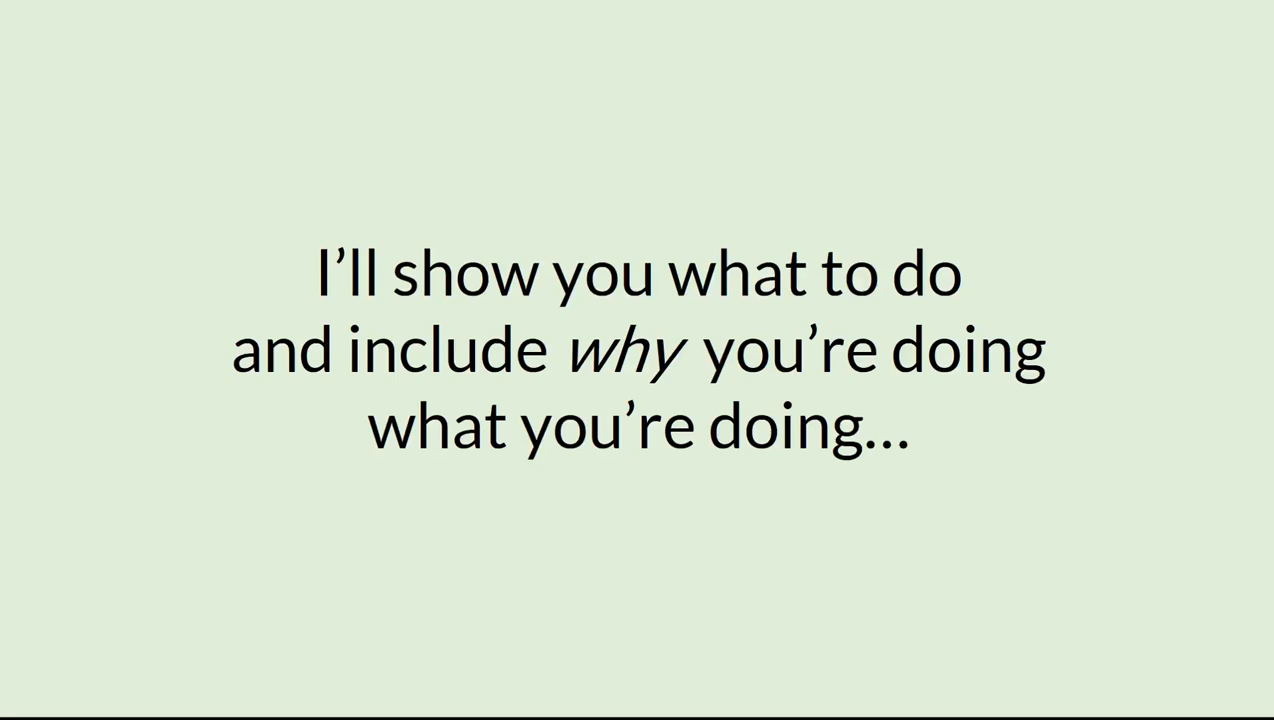 I’ll show you what to do
and include why you’re doing
what you’re doing...